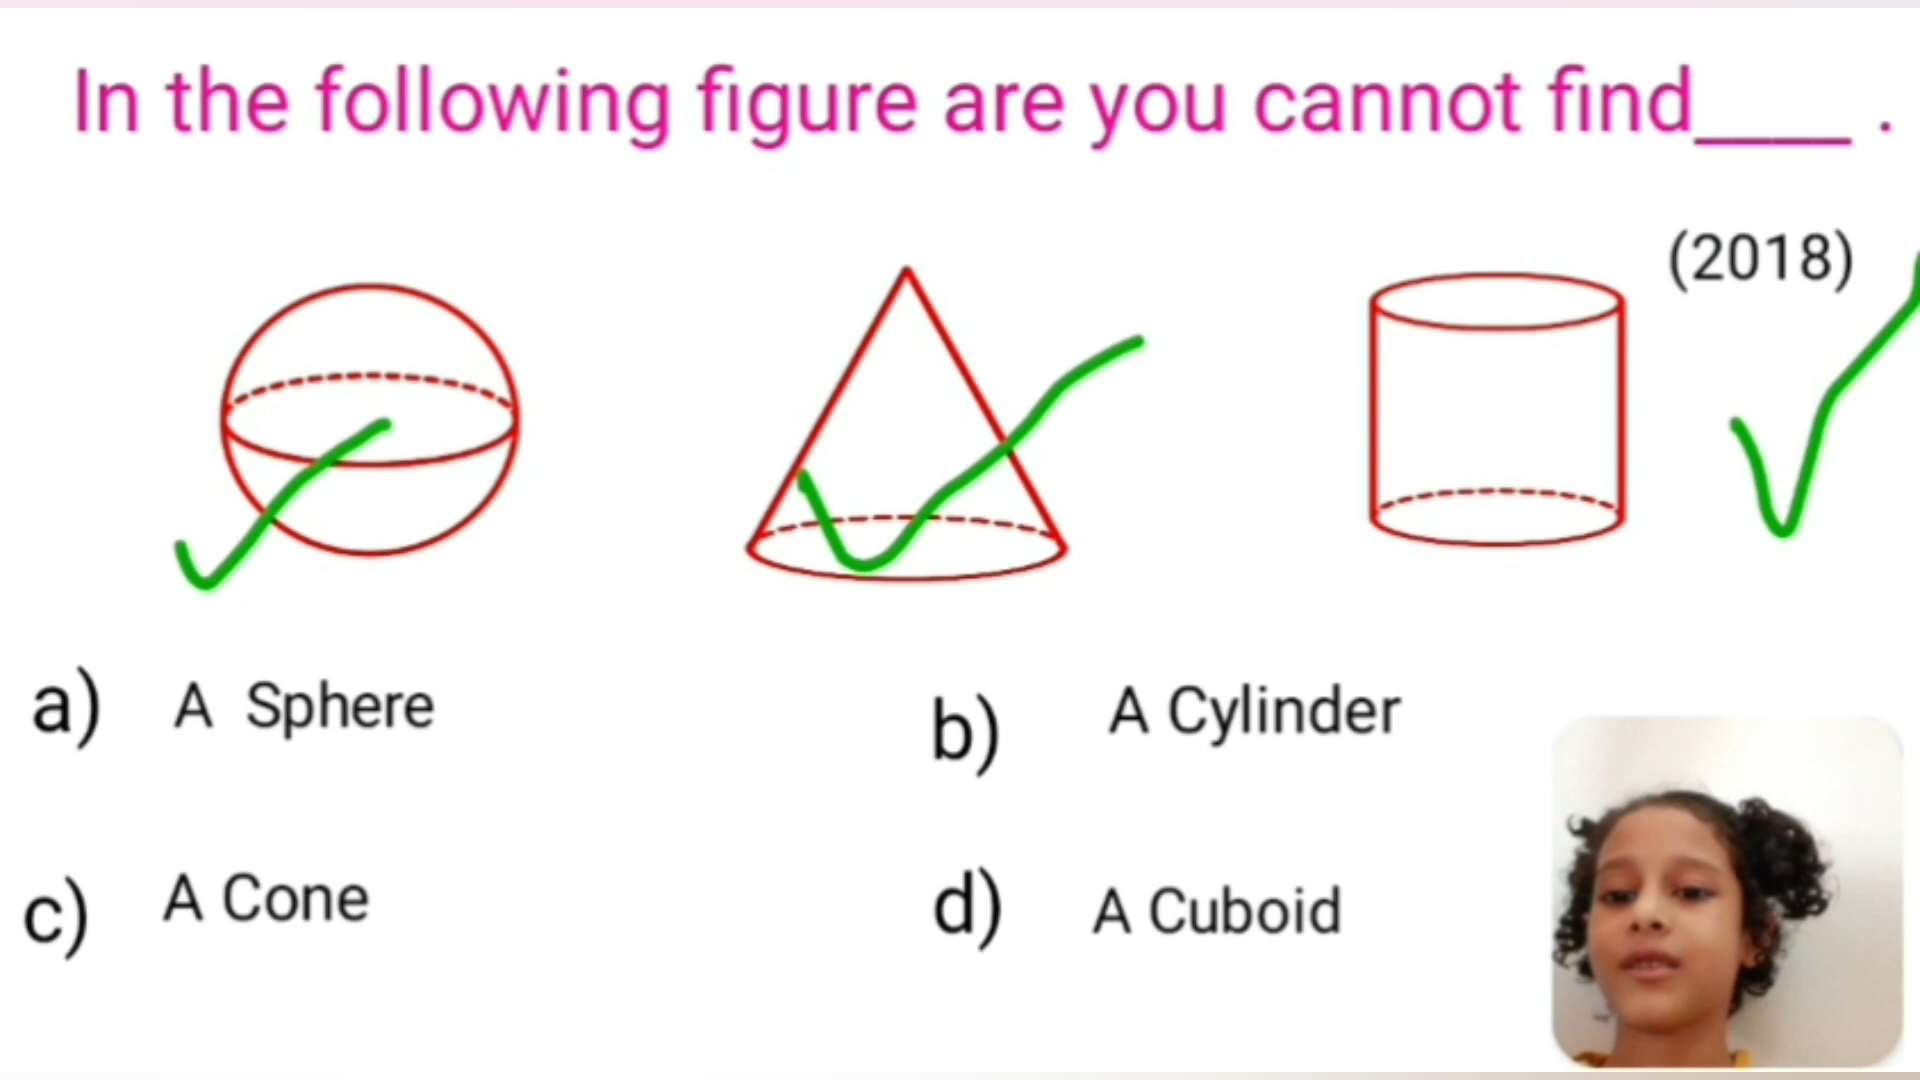 In the following figure are you cannot find____ .
(2018)
a) A Sphere
b) A Cylinder
c) A Cone
d) A Cuboid